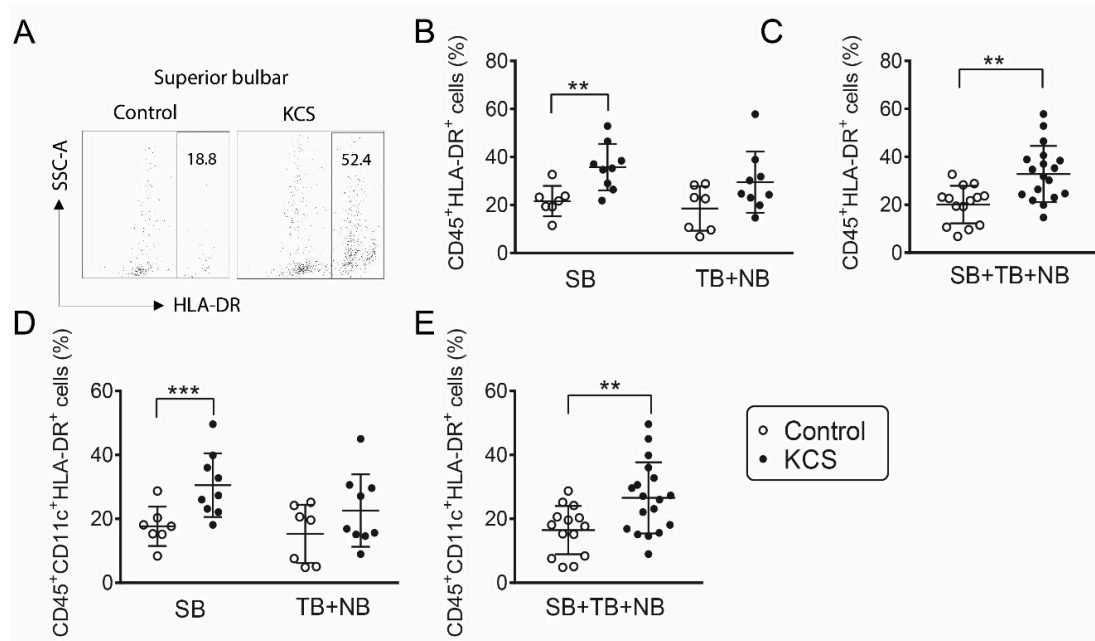 A
Superior bulbar
Control
KCS
SSC-A
18.8
52.4
HLA-DR
B
CD45+HLA-DR+ cells (%)
80
60
40
20
0
**
SB
TB+NB
C
CD45+HLA-DR+ cells (%)
80
60
40
20
0
**
SB+TB+NB
D
CD45+CD11c+HLA-DR+ cells (%)
60
40
20
0
***
SB
TB+NB
E
CD45+CD11c+HLA-DR+ cells (%)
60
40
20
0
**
SB+TB+NB
Control
KCS